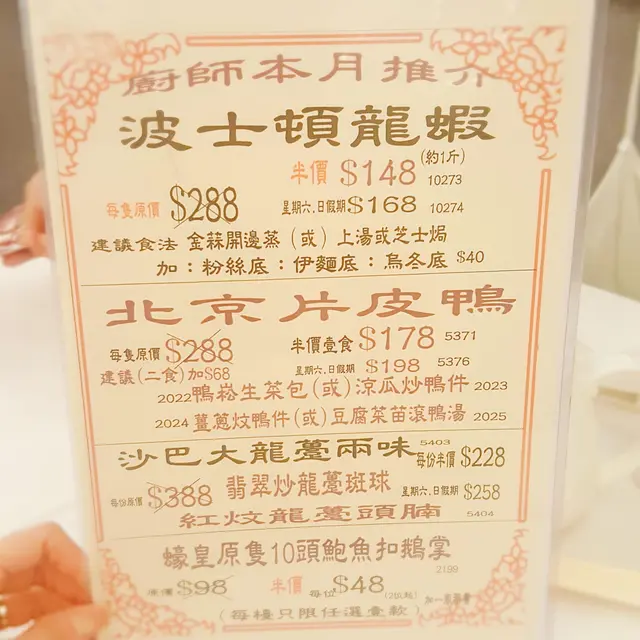 廚師本月推介
波士頓龍蝦
半價 $148 (約1斤) 10273
每隻原價 $288 星期六.日假期 $168 10274
建議食法 金蒜開邊蒸 (或) 上湯或芝士焗
加：粉絲底：伊麵底：烏冬底 $40
北京片皮鴨
每隻原價 $288 半價壹食 $178 5371
建議(二食)加$68 星期六.日假期 $198 5376
2022 鴨崧生菜包(或)涼瓜炒鴨件 2023
2024 薑蔥炆鴨件(或)豆腐菜苗滾鴨湯 2025
沙巴大龍躉兩味 5403 每份半價 $228
每份原價 $388 翡翠炒龍躉斑球 星期六.日假期 $258
紅炆龍躉頭腩 5404
蠔皇原隻10頭鮑魚扣鵝掌 2199
原價 $98 半價 每位 $48 (2位起)
(每檯只限任選壹款)